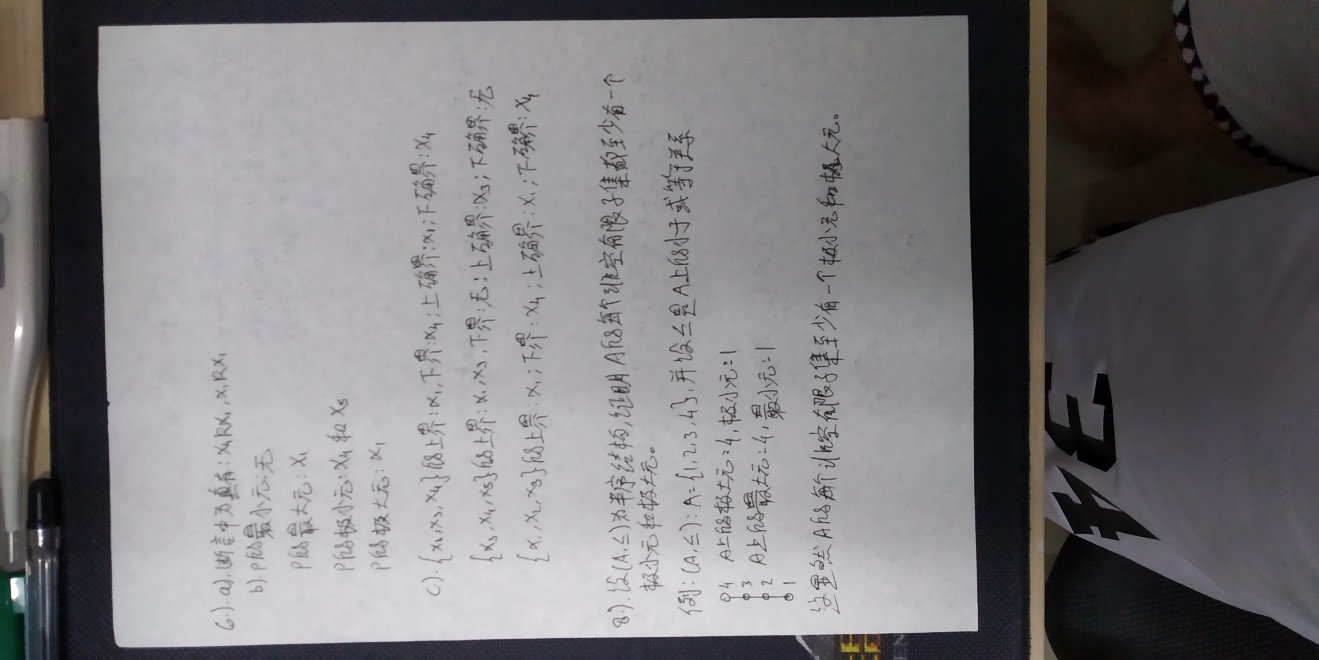 6.). a). 断言中为真有: x₄Rx₁, x₁Rx₁
b). P的最小元: 无
P的最大元: x₁
P的极小元: x₄和x₅
P的极大元: x₁
c). {x₂, x₃, x₄}的上界: x₁, 下界: x₄; 上确界: x₁; 下确界: x₄
{x₃, x₄, x₅}的上界: x₁, x₃, 下界: 无; 上确界: x₃; 下确界: 无
{x₁, x₂, x₃}的上界: x₁; 下界: x₄; 上确界: x₁; 下确界: x₄
8.). 设(A, ≤)为半序结构, 证明A的每个非空有限子集都至少有一个
极小元和极大元。
例: (A, ≤): A={1, 2, 3, 4}, 并设≤是A上的小于或等于关系
4 A上的极大元=4, 极小元=1
3
2 A上的最大元=4, 最小元=1
1
这显然A的每个非空有限子集至少有一个极小元和极大元。